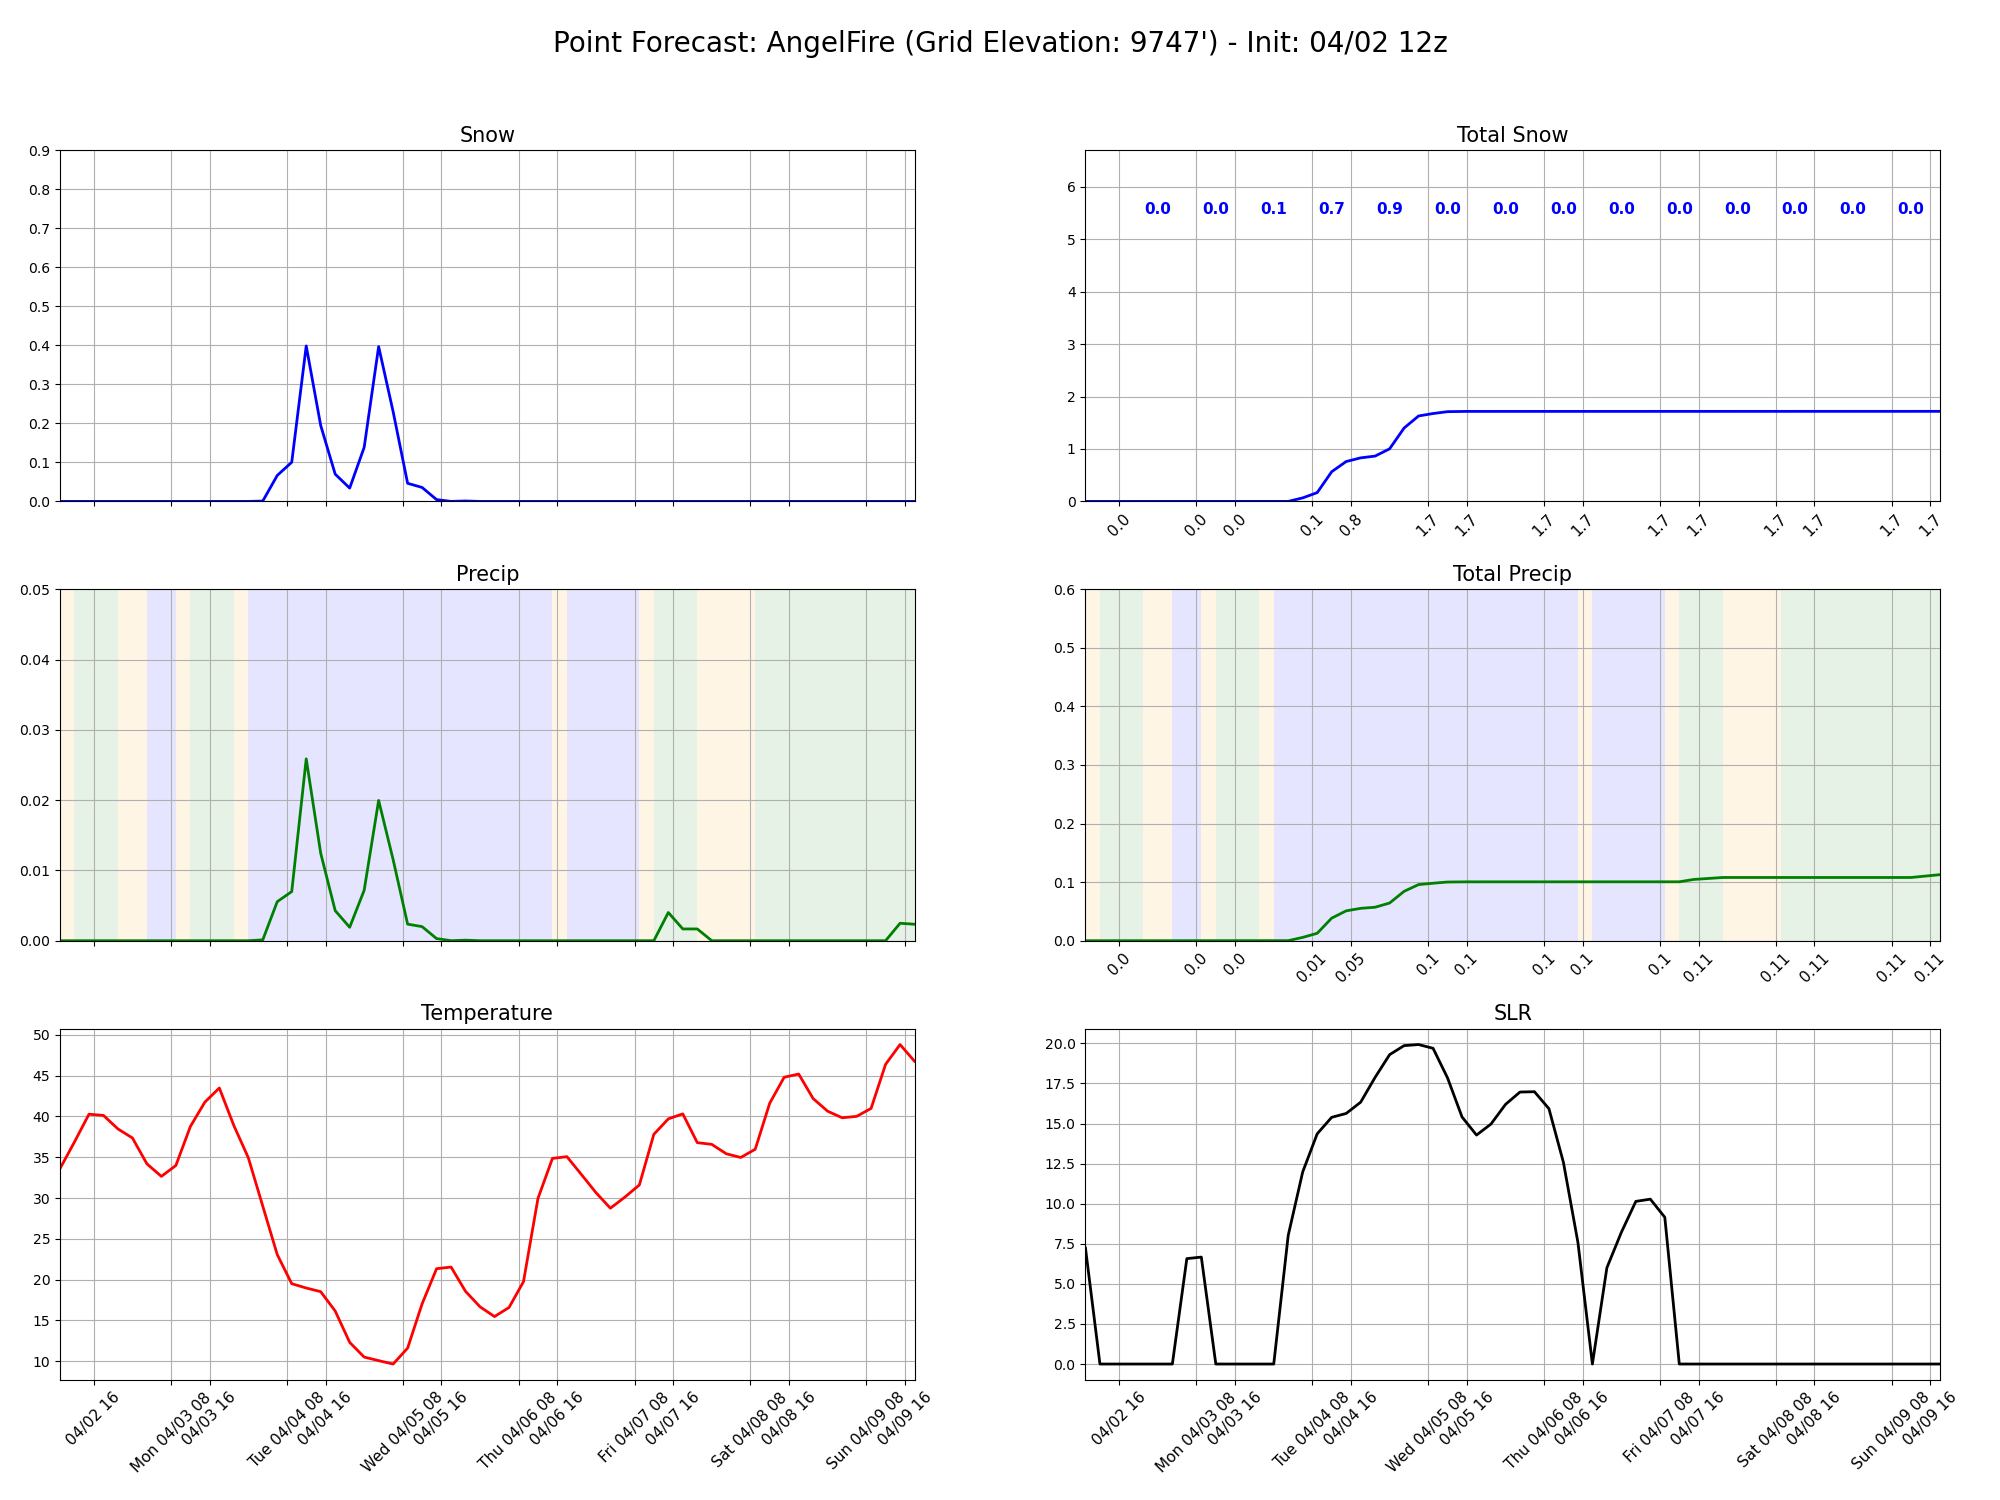 Point Forecast: AngelFire (Grid Elevation: 9747') - Init: 04/02 12z
Snow
0.9
0.8
0.7
0.6
0.5
0.4
0.3
0.2
0.1
0.0
Total Snow
6
5
4
3
2
1
0
0.0 0.0 0.1 0.7 0.9 0.0 0.0 0.0 0.0 0.0 0.0 0.0 0.0 0.0
0.0 0.0 0.0 0.1 0.8 1.7 1.7 1.7 1.7 1.7 1.7 1.7 1.7 1.7 1.7
Precip
0.05
0.04
0.03
0.02
0.01
0.00
Total Precip
0.6
0.5
0.4
0.3
0.2
0.1
0.0
0.0 0.0 0.0 0.01 0.05 0.1 0.1 0.1 0.1 0.1 0.11 0.11 0.11 0.11 0.11
Temperature
50
45
40
35
30
25
20
15
10
04/02 16
Mon 04/03 08
04/03 16
Tue 04/04 08
04/04 16
Wed 04/05 08
04/05 16
Thu 04/06 08
04/06 16
Fri 04/07 08
04/07 16
Sat 04/08 08
04/08 16
Sun 04/09 08
04/09 16
SLR
20.0
17.5
15.0
12.5
10.0
7.5
5.0
2.5
0.0
04/02 16
Mon 04/03 08
04/03 16
Tue 04/04 08
04/04 16
Wed 04/05 08
04/05 16
Thu 04/06 08
04/06 16
Fri 04/07 08
04/07 16
Sat 04/08 08
04/08 16
Sun 04/09 08
04/09 16